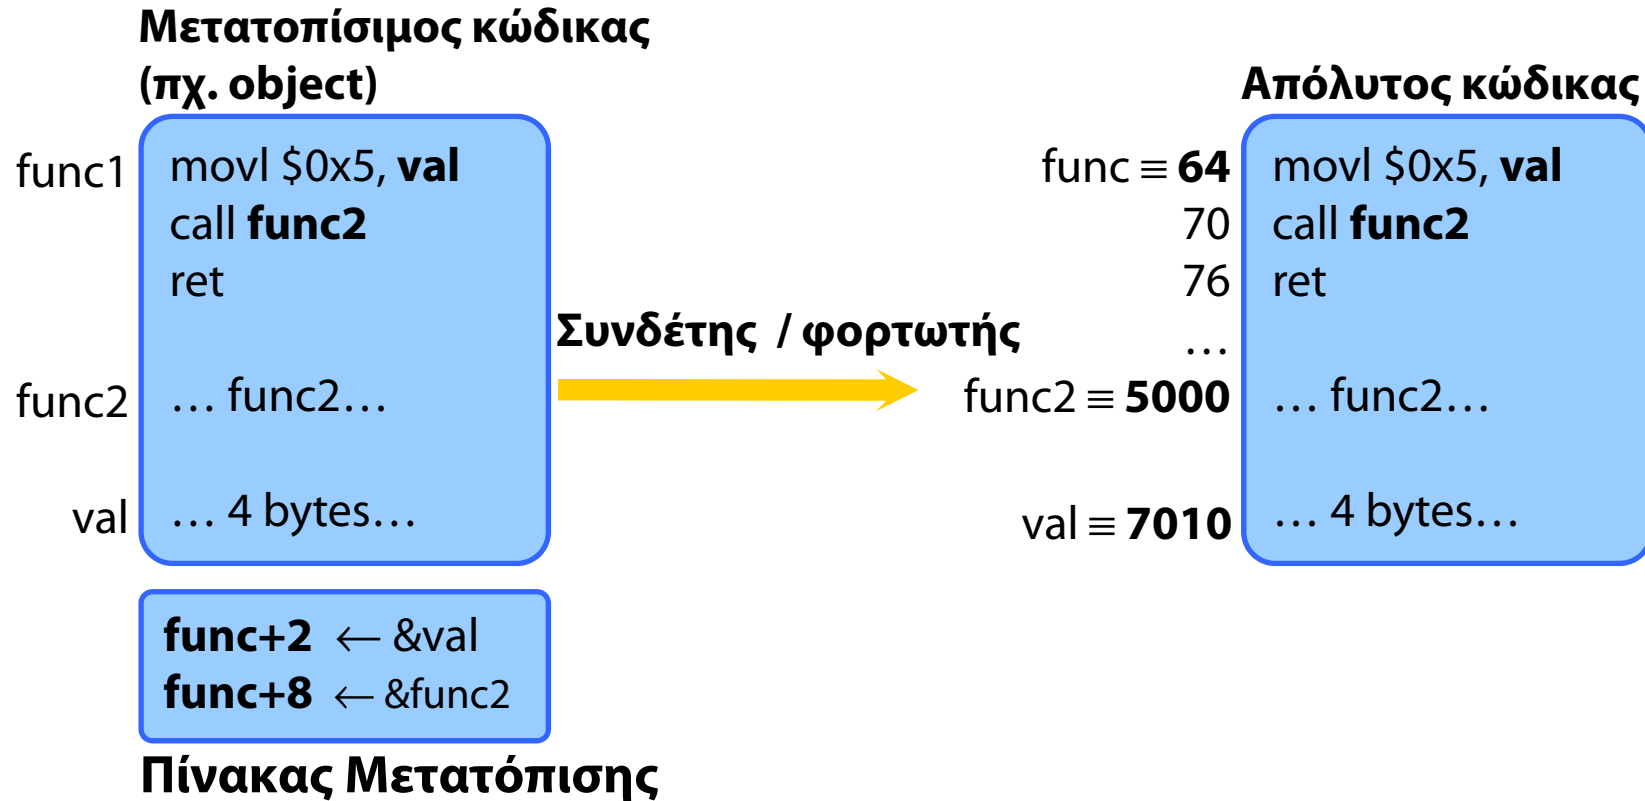 Μετατοπίσιμος κώδικας
(πχ. object)
func1
movl $0x5, val
call func2
ret
func2
… func2…
val
… 4 bytes…
func+2 ← &val
func+8 ← &func2
Πίνακας Μετατόπισης
Συνδέτης / φορτωτής
Απόλυτος κώδικας
func ≡ 64 movl $0x5, val
70 call func2
76 ret
…
func2 ≡ 5000 … func2…
val ≡ 7010 … 4 bytes…